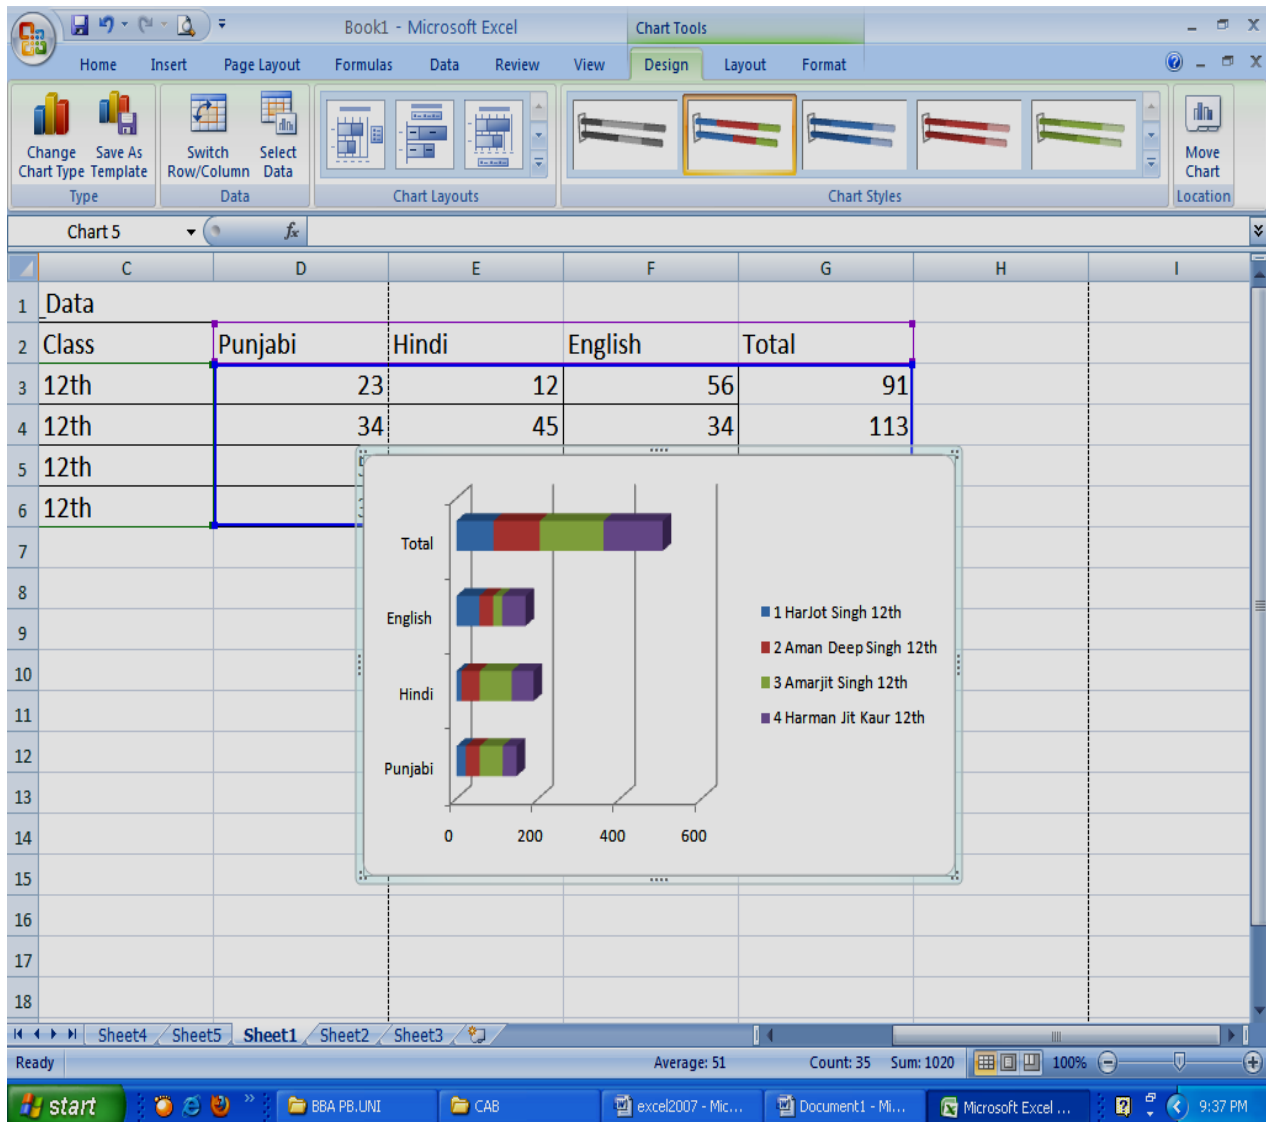 Book1 - Microsoft Excel
Chart Tools
Home Insert Page Layout Formulas Data Review View Design Layout Format
Change Chart Type
Save As Template
Switch Row/Column
Select Data
Move Chart
Type Data Chart Layouts Chart Styles Location
Chart 5 fx
C D E F G H I
1 Data
2 Class Punjabi Hindi English Total
3 12th 23 12 56 91
4 12th 34 45 34 113
5 12th
6 12th
7
8
9
10
11
12
13
14
15
16
17
18
Total
English
Hindi
Punjabi
0 200 400 600
1 HarJot Singh 12th
2 Aman Deep Singh 12th
3 Amarjit Singh 12th
4 Harman Jit Kaur 12th
Sheet4 Sheet5 Sheet1 Sheet2 Sheet3
Ready Average: 51 Count: 35 Sum: 1020 100%
start BBA PB.UNI CAB excel2007 - Mic... Document1 - Mi... Microsoft Excel ... 9:37 PM